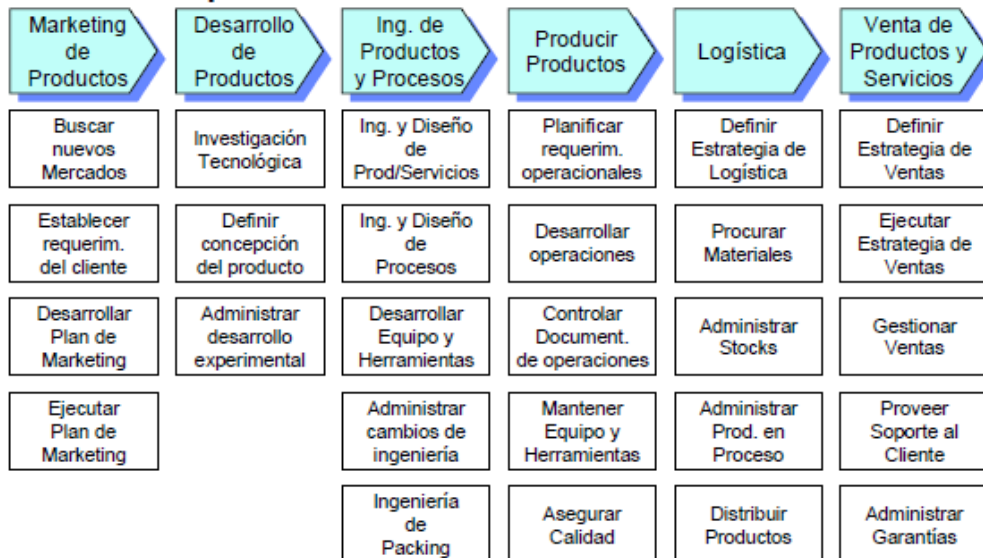 Marketing
de
Productos
Desarrollo
de
Productos
Ing. de
Productos
y Procesos
Producir
Productos
Logística
Venta de
Productos y
Servicios
Buscar
nuevos
Mercados
Investigación
Tecnológica
Ing. y Diseño
de
Prod/Servicios
Planificar
requerim.
operacionales
Definir
Estrategia de
Logística
Definir
Estrategia de
Ventas
Establecer
requerim.
del cliente
Definir
concepción
del producto
Ing. y Diseño
de
Procesos
Desarrollar
operaciones
Procurar
Materiales
Ejecutar
Estrategia de
Ventas
Desarrollar
Plan de
Marketing
Administrar
desarrollo
experimental
Desarrollar
Equipo y
Herramientas
Controlar
Document.
de operaciones
Administrar
Stocks
Gestionar
Ventas
Ejecutar
Plan de
Marketing
Administrar
cambios de
ingeniería
Mantener
Equipo y
Herramientas
Administrar
Prod. en
Proceso
Proveer
Soporte al
Cliente
Ingeniería
de
Packing
Asegurar
Calidad
Distribuir
Productos
Administrar
Garantías